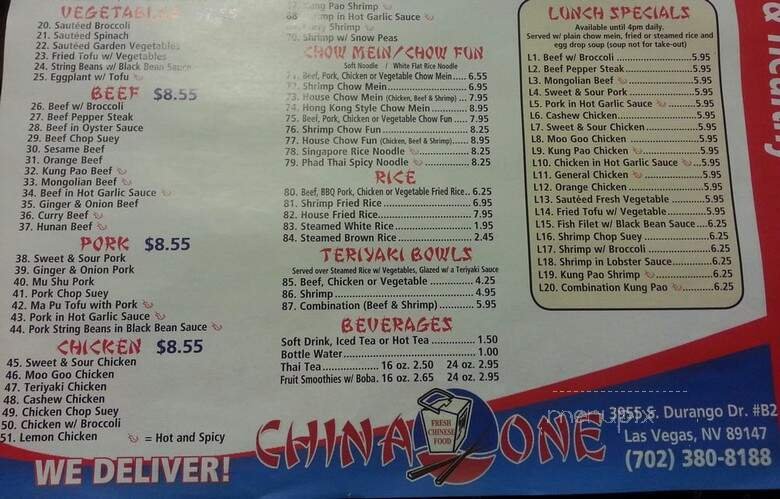 VEGETABLES
20. Sautéed Broccoli
21. Sautéed Spinach
22. Sautéed Garden Vegetables
23. Fried Tofu w/ Vegetables
24. String Beans w/ Black Bean Sauce
25. Eggplant w/ Tofu
BEEF $8.55
26. Beef w/ Broccoli
27. Beef Pepper Steak
28. Beef in Oyster Sauce
29. Beef Chop Suey
30. Sesame Beef
31. Orange Beef
32. Kung Pao Beef
33. Mongolian Beef
34. Beef in Hot Garlic Sauce
35. Ginger & Onion Beef
36. Curry Beef
37. Hunan Beef
PORK $8.55
38. Sweet & Sour Pork
39. Ginger & Onion Pork
40. Mu Shu Pork
41. Pork Chop Suey
42. Ma Pu Tofu with Pork
43. Pork in Hot Garlic Sauce
44. Pork String Beans in Black Bean Sauce
CHICKEN $8.55
45. Sweet & Sour Chicken
46. Moo Goo Chicken
47. Teriyaki Chicken
48. Cashew Chicken
49. Chicken Chop Suey
50. Chicken w/ Broccoli
51. Lemon Chicken
= Hot and Spicy
WE DELIVER!
Kung Pao Shrimp
68 Shrimp in Hot Garlic Sauce
Shrimp
70. Shrimp w/ Snow Peas
CHOW MEIN/CHOW FUN
Soft Noodle / White Flat Rice Noodle
71. Beef, Pork, Chicken or Vegetable Chow Mein..... 6.55
72. Shrimp Chow Mein 6.95
73. House Chow Mein (Chicken, Beef & Shrimp) ... 7.95
74. Hong Kong Style Chow Mein 8.95
75. Beef, Pork, Chicken or Vegetable Chow Fun ..... 7.95
76. Shrimp Chow Fun 8.25
77. House Chow Fun (Chicken, Beef & Shrimp)...... 8.95
78. Singapore Rice Noodle 8.25
79. Phad Thai Spicy Noodle 8.25
RICE
80. Beef, BBQ Pork, Chicken or Vegetable Fried Rice.. 6.25
81. Shrimp Fried Rice 6.95
82. House Fried Rice 7.95
83. Steamed White Rice 1.95
84. Steamed Brown Rice 2.45
TERIYAKI BOWLS
Served over Steamed Rice w/ Vegetables, Glazed w/ a Teriyaki Sauce
85. Beef, Chicken or Vegetable 4.25
86. Shrimp 4.95
87. Combination (Beef & Shrimp) 5.95
BEVERAGES
Soft Drink, Iced Tea or Hot Tea 1.50
Bottle Water 1.00
Thai Tea 16 oz. 2.50 24 oz. 2.95
Fruit Smoothies w/ Boba. 16 oz. 2.65 24 oz. 2.95
CHINA ONE
FRESH
CHINESE
FOOD
LUNCH SPECIALS
Available until 4pm daily.
Served w/ plain chow mein, fried or steamed rice and
egg drop soup (soup not for take-out)
L1. Beef w/ Broccoli 5.95
L2. Beef Pepper Steak 5.95
L3. Mongolian Beef 5.95
L4. Sweet & Sour Pork 5.95
L5. Pork in Hot Garlic Sauce 5.95
L6. Cashew Chicken 5.95
L7. Sweet & Sour Chicken 5.95
L8. Moo Goo Chicken 5.95
L9. Kung Pao Chicken 5.95
L10. Chicken in Hot Garlic Sauce ...5.95
L11. General Chicken 5.95
L12. Orange Chicken 5.95
L13. Sautéed Fresh Vegetable 5.95
L14. Fried Tofu w/ Vegetable 5.95
L15. Fish Filet w/ Black Bean Sauce....6.25
L16. Shrimp Chop Suey 6.25
L17. Shrimp w/ Broccoli 6.25
L18. Shrimp in Lobster Sauce 6.25
L19. Kung Pao Shrimp 6.25
L20. Combination Kung Pao 6.25
& Healthy
menupix
3955 S. Durango Dr. #B2
Las Vegas, NV 89147
(702) 380-8188